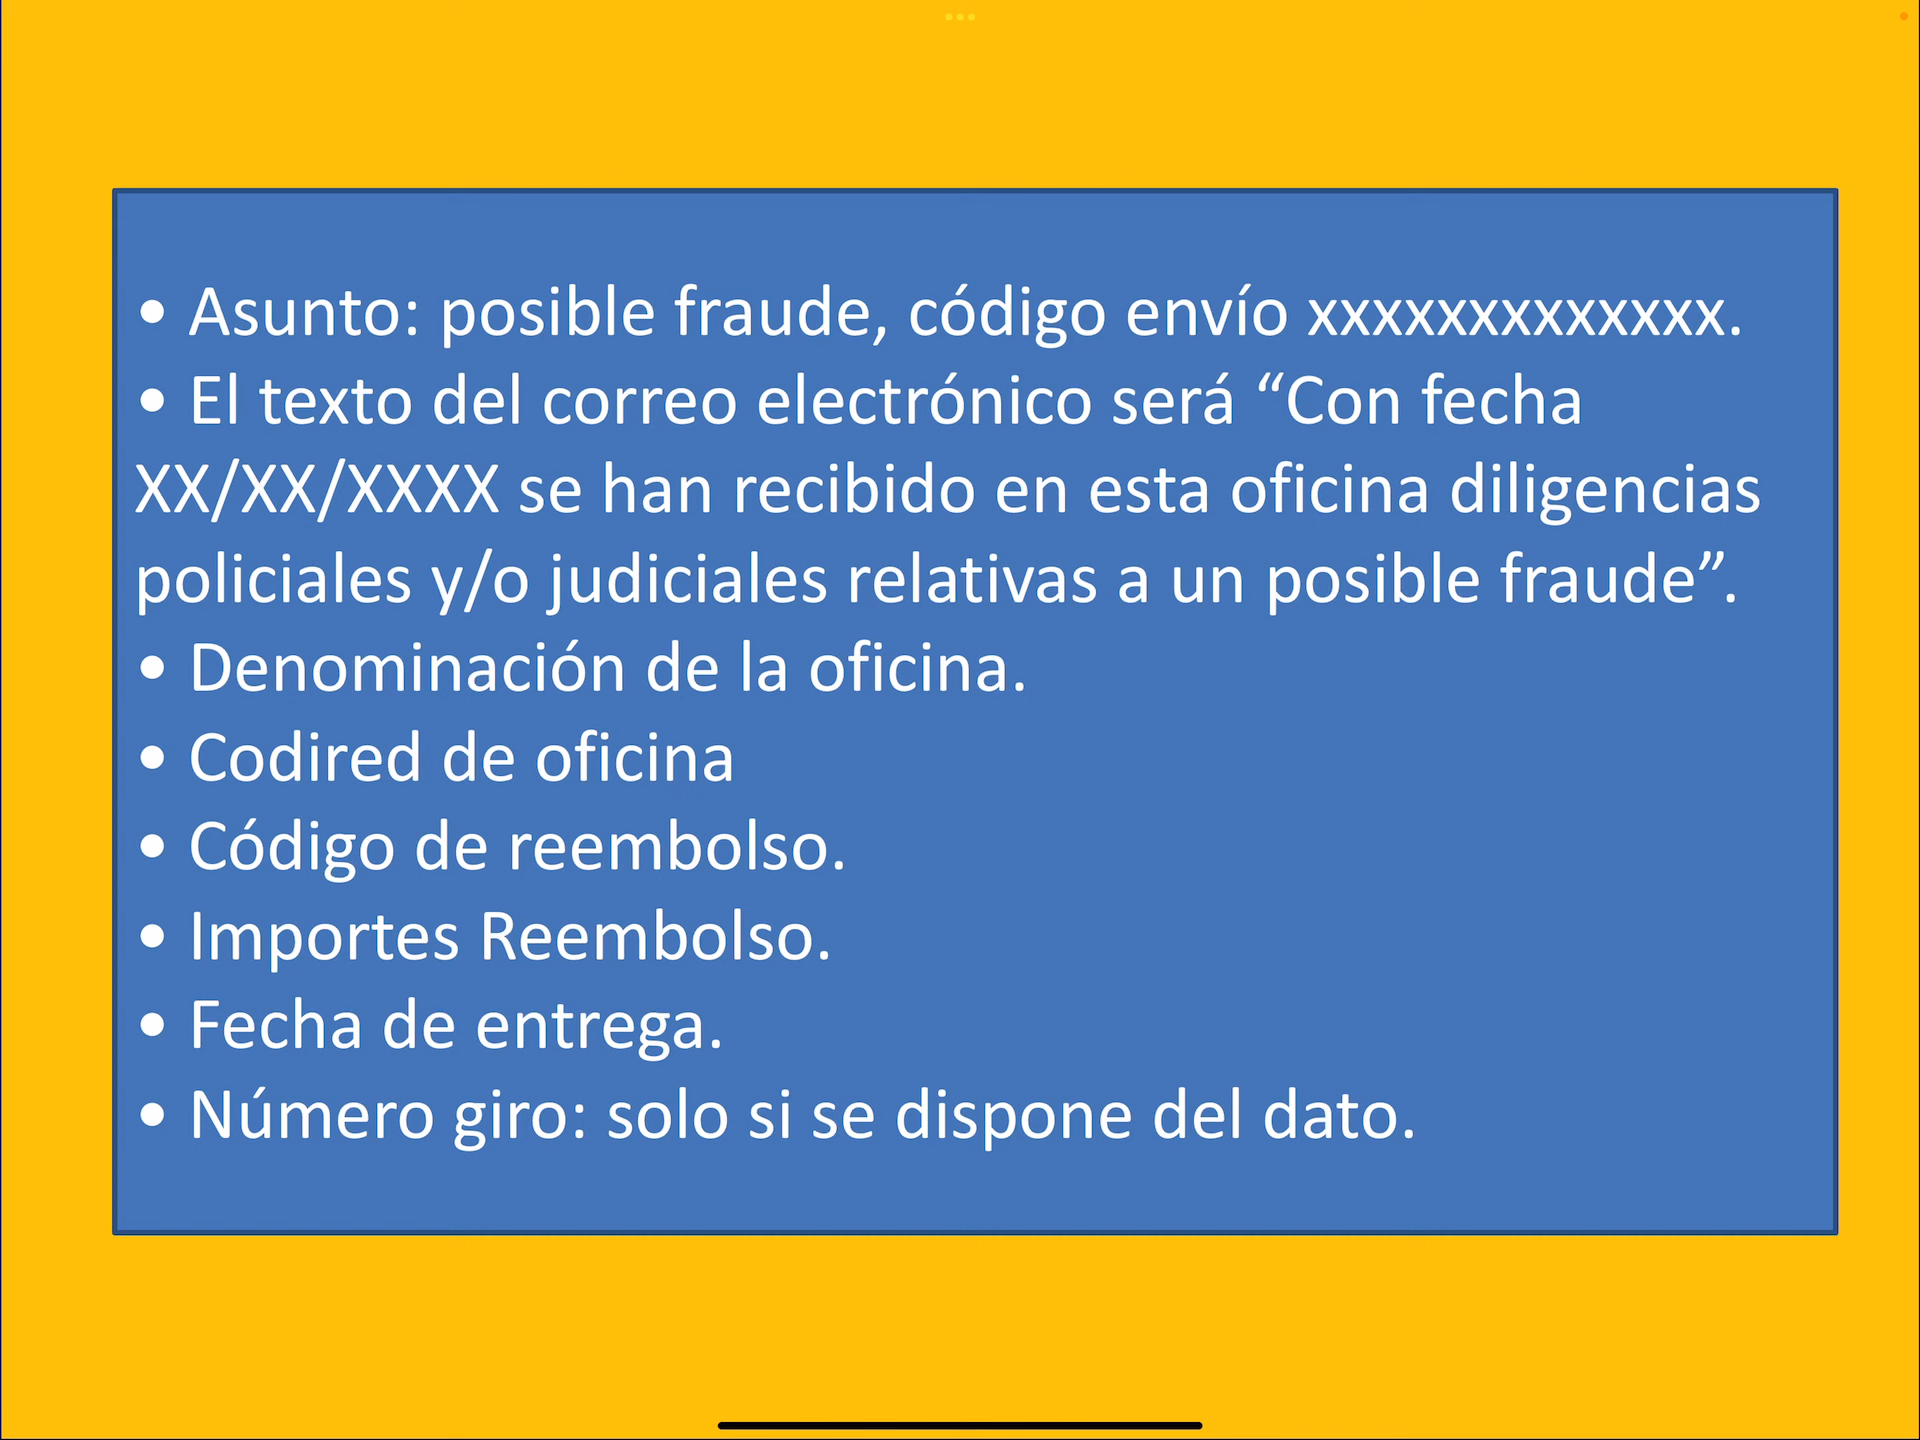 • Asunto: posible fraude, código envío xxxxxxxxxxxxx.
• El texto del correo electrónico será “Con fecha
XX/XX/XXXX se han recibido en esta oficina diligencias
policiales y/o judiciales relativas a un posible fraude”.
• Denominación de la oficina.
• Codired de oficina
• Código de reembolso.
• Importes Reembolso.
• Fecha de entrega.
• Número giro: solo si se dispone del dato.